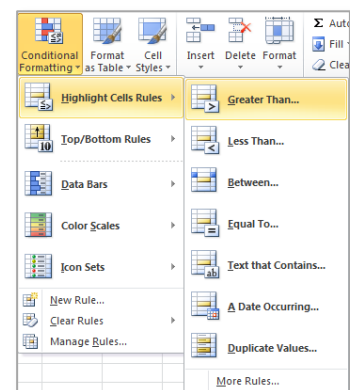 Conditional Formatting
Format as Table
Cell Styles
Insert
Delete
Format
Σ
Fill
Highlight Cells Rules
Top/Bottom Rules
10
Data Bars
Color Scales
Icon Sets
New Rule...
Clear Rules
Manage Rules...
Greater Than...
Less Than...
Between...
Equal To...
Text that Contains...
ab
A Date Occurring...
Duplicate Values...
More Rules...